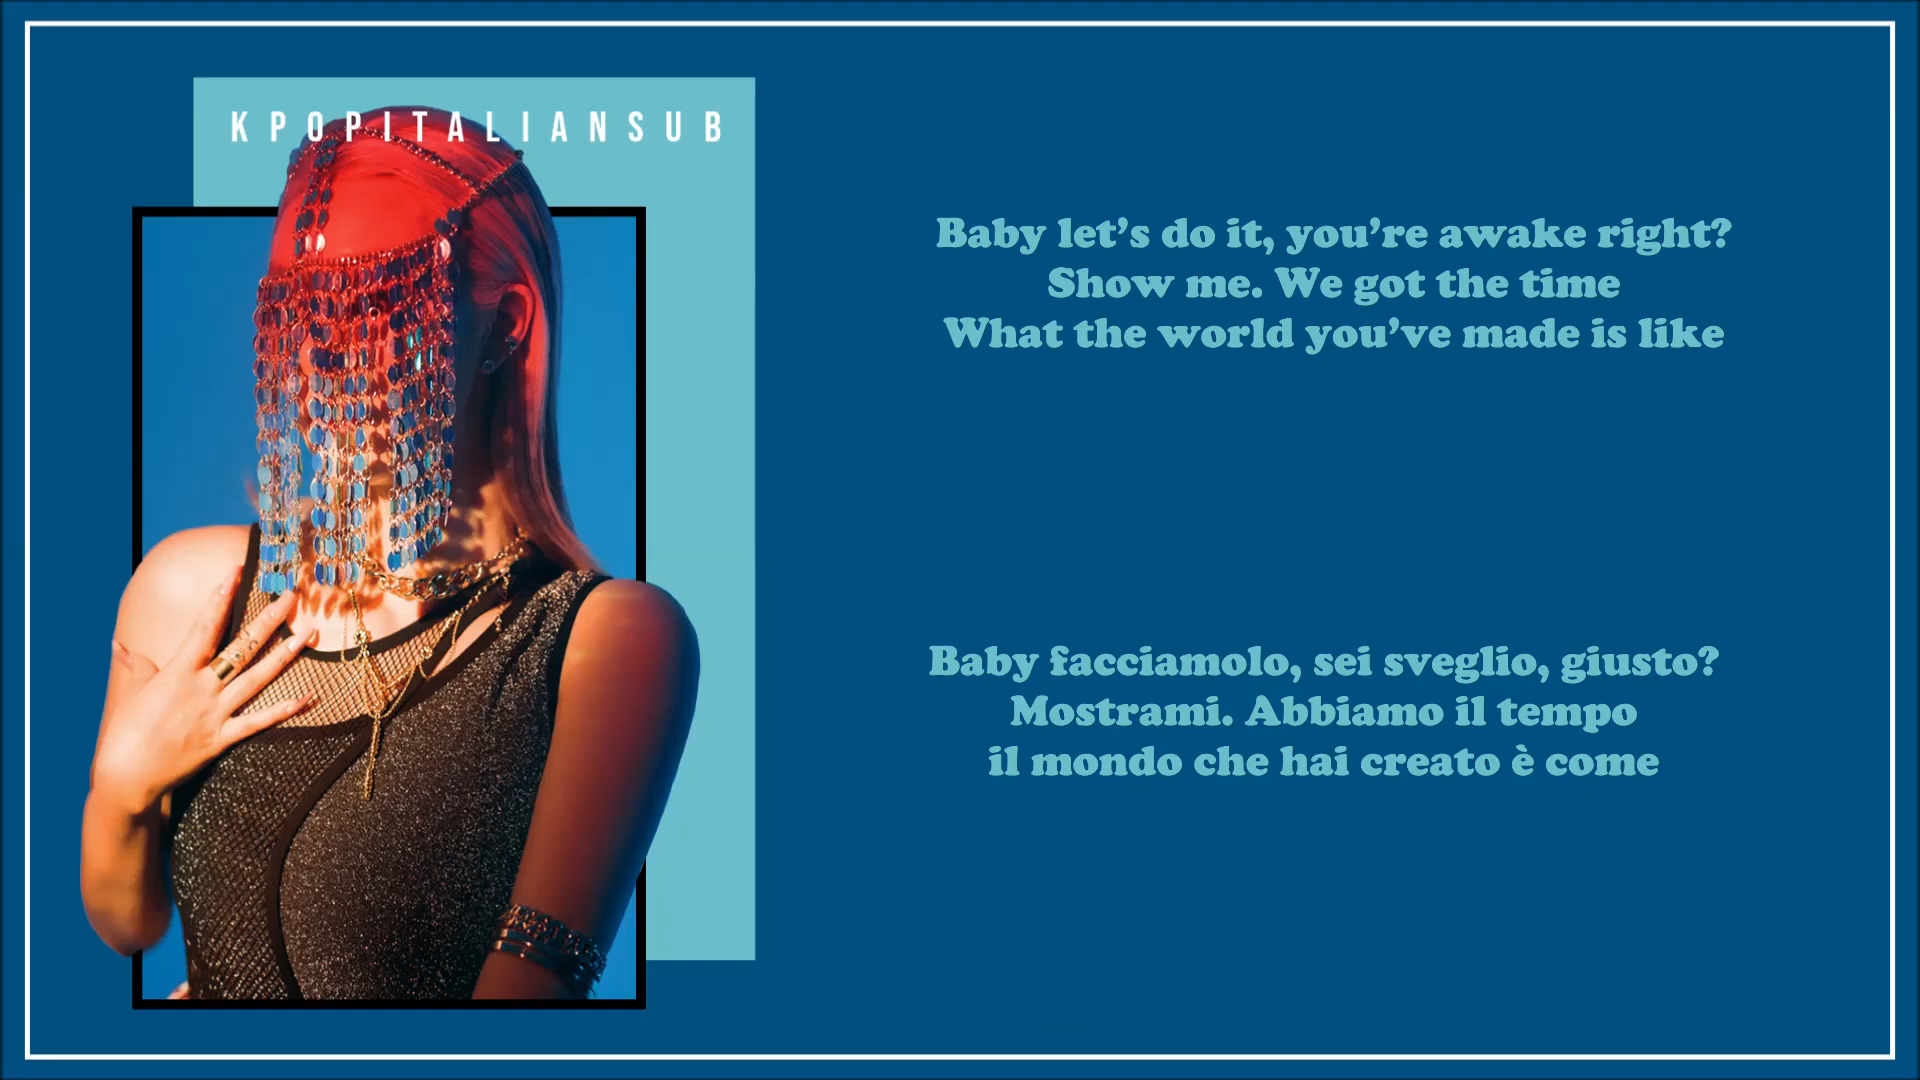 KPOPITALIANSUB
Baby let’s do it, you’re awake right?
Show me. We got the time
What the world you’ve made is like
Baby facciamolo, sei sveglio, giusto?
Mostrami. Abbiamo il tempo
il mondo che hai creato è come